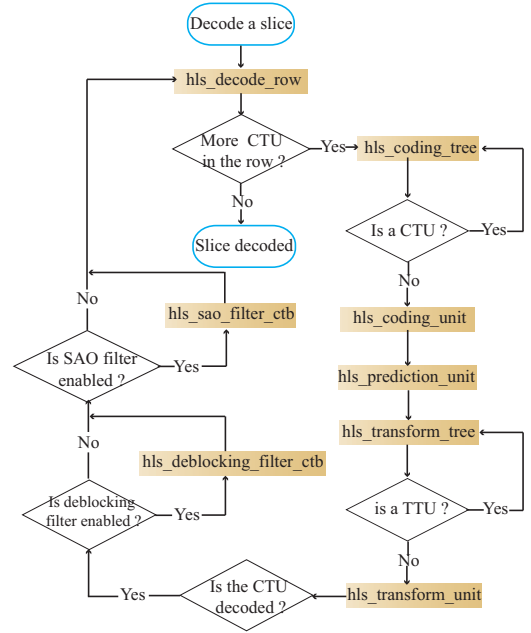 Decode a slice
hls_decode_row
More CTU
in the row ?
Yes
hls_coding_tree
No
Is a CTU ?
Yes
Slice decoded
No
No
hls_sao_filter_ctb
hls_coding_unit
Is SAO filter
enabled ?
Yes
hls_prediction_unit
hls_transform_tree
No
hls_deblocking_filter_ctb
Is deblocking
filter enabled ?
Yes
is a TTU ?
Yes
No
Is the CTU
decoded ?
Yes
hls_transform_unit